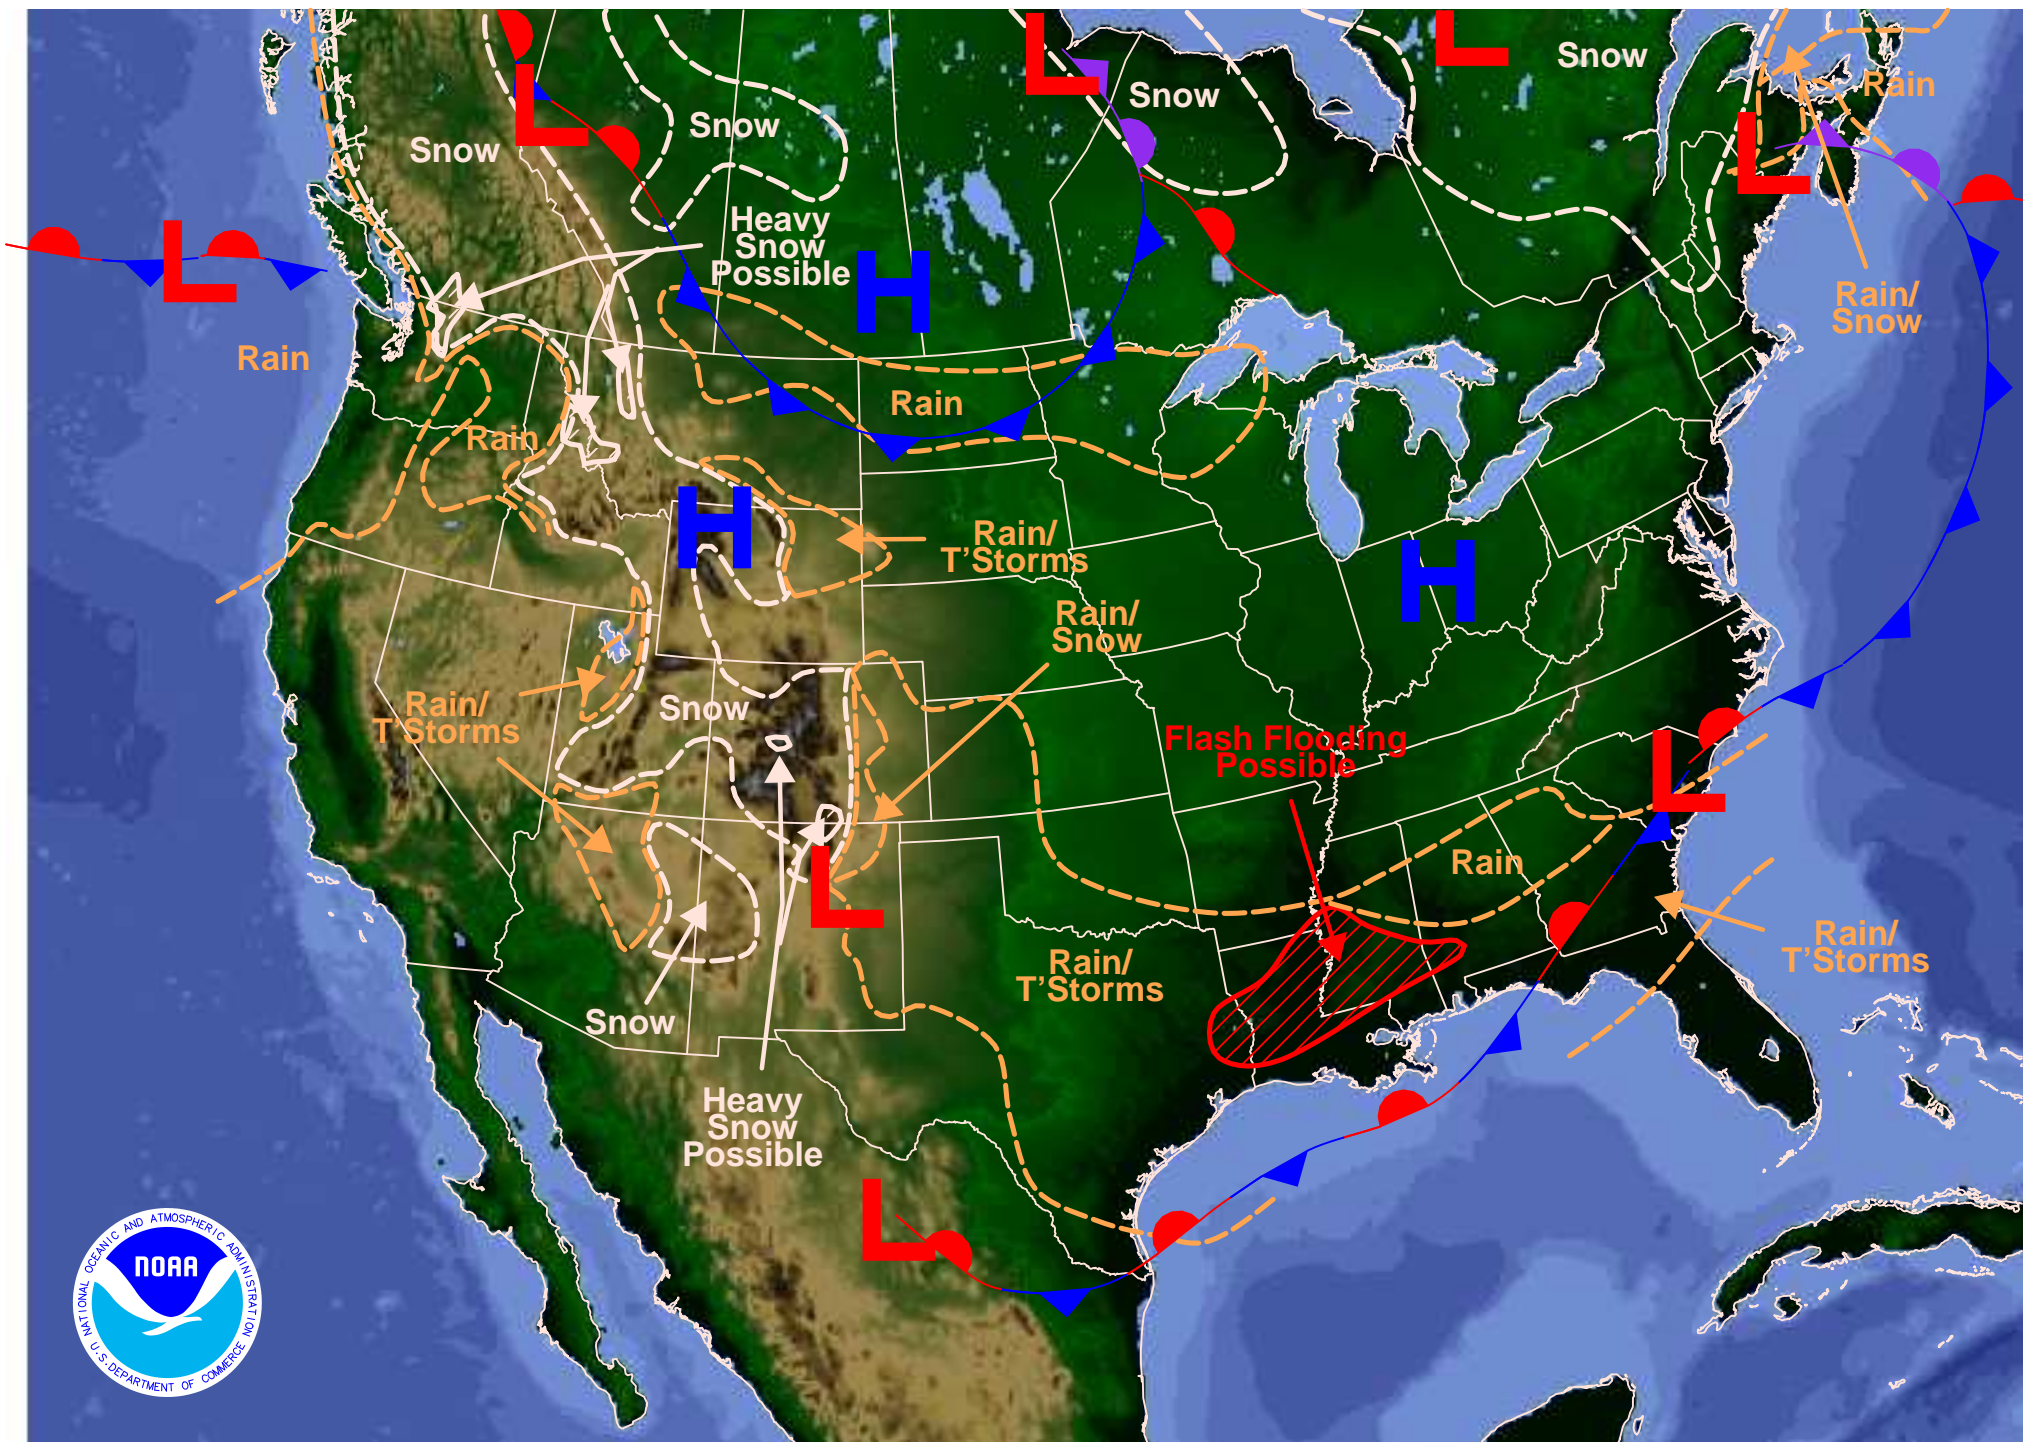 L
L
L
Snow
Snow
Snow
Snow
Rain
L
L
Heavy
Snow
Possible
H
Rain/
Snow
Rain
Rain
Rain
H
Rain/
T'Storms
H
Rain/
Snow
Rain/
T'Storms
Snow
Flash Flooding
Possible
L
Rain
L
Rain/
T'Storms
Rain/
T'Storms
Snow
Heavy
Snow
Possible
L
NATIONAL OCEANIC AND ATMOSPHERIC ADMINISTRATION
NOAA
U.S. DEPARTMENT OF COMMERCE